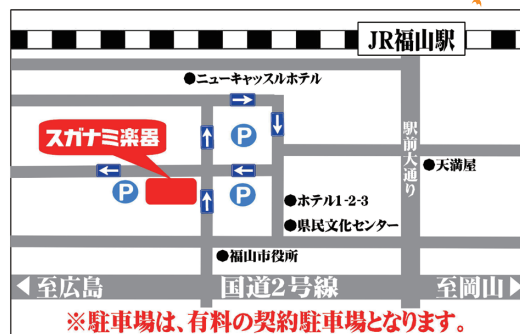 JR福山駅
●ニューキャッスルホテル
スガナミ楽器
P
駅前大通り
●天満屋
P
P
●ホテル1-2-3
●県民文化センター
●福山市役所
至広島
国道2号線
至岡山
※駐車場は、有料の契約駐車場となります。